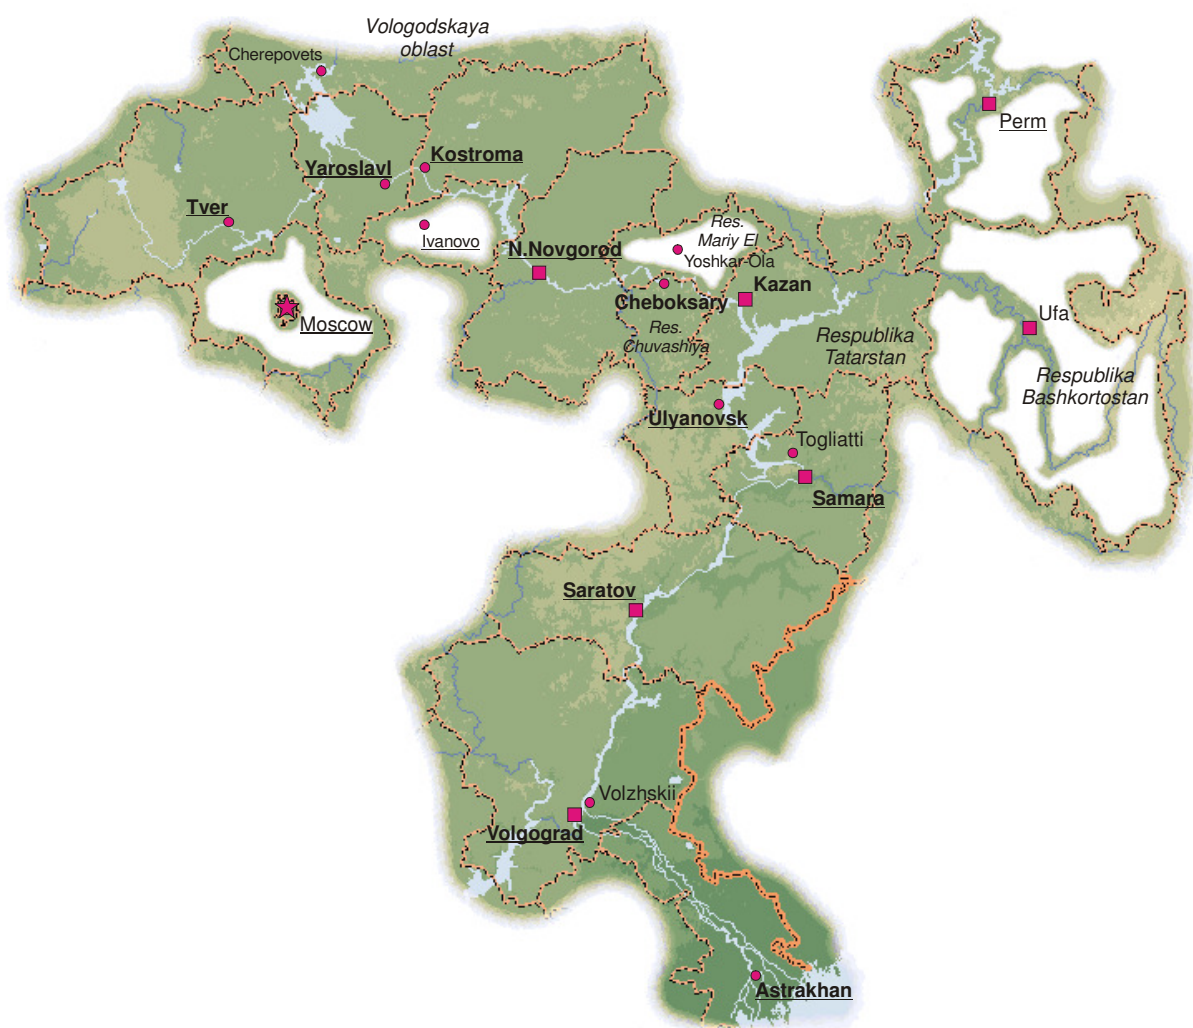 Vologodskaya
oblast
Cherepovets
Perm
Kostroma
Yaroslavl
Tver
Ivanovo
Res.
Mariy El
Yoshkar-Ola
N.Novgorod
Cheboksary
Kazan
Moscow
Res.
Chuvashiya
Respublika
Tatarstan
Ufa
Respublika
Bashkortostan
Ulyanovsk
Togliatti
Samara
Saratov
Volzhskii
Volgograd
Astrakhan